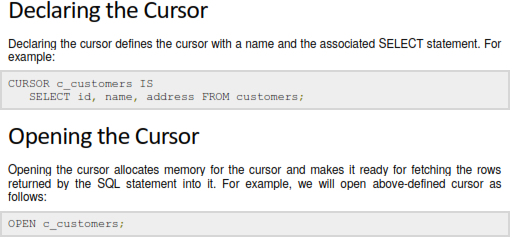 Declaring the Cursor
Declaring the cursor defines the cursor with a name and the associated SELECT statement. For
example:
CURSOR c_customers IS
SELECT id, name, address FROM customers;
Opening the Cursor
Opening the cursor allocates memory for the cursor and makes it ready for fetching the rows
returned by the SQL statement into it. For example, we will open above-defined cursor as
follows:
OPEN c_customers;